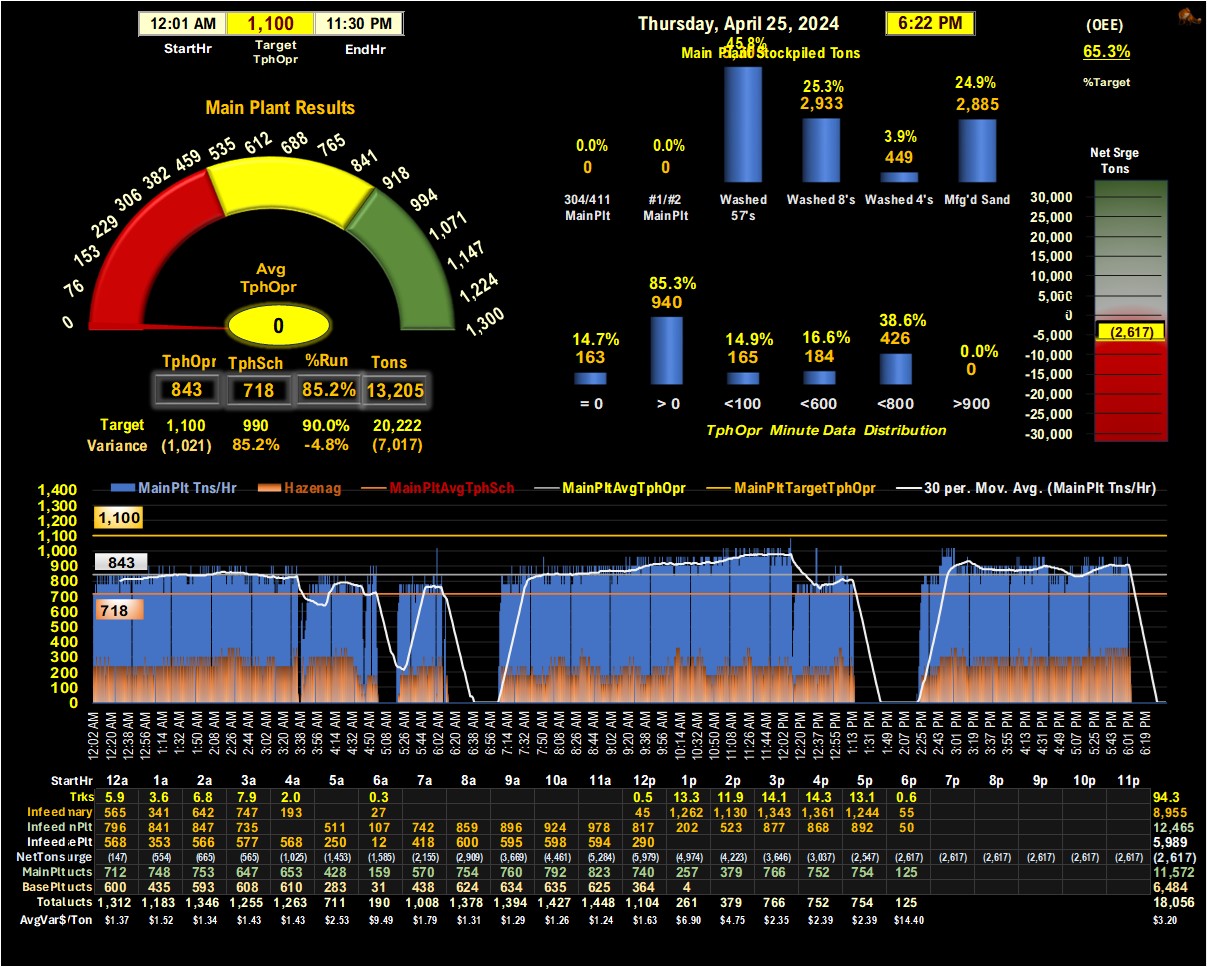 12:01 AM 1,100 11:30 PM
StartHr Target TphOpr EndHr
Thursday, April 25, 2024 6:22 PM
(OEE)
65.3%
%Target
Main Plant Stockpiled Tons
45.8%
25.3% 24.9%
2,933 2,885
0.0% 0.0% 3.9%
0 0 449
304/411 MainPlt #1/#2 MainPlt Washed 57's Washed 8's Washed 4's Mfg'd Sand
Main Plant Results
0 76 153 229 306 382 459 535 612 688 765 841 918 994 1,071 1,147 1,224 1,300
Avg
TphOpr
0
TphOpr TphSch %Run Tons
843 718 85.2% 13,205
Target 1,100 990 90.0% 20,222
Variance (1,021) 85.2% -4.8% (7,017)
14.7% 85.3% 14.9% 16.6% 38.6% 0.0%
163 940 165 184 426 0
= 0 > 0 <100 <600 <800 >900
TphOpr Minute Data Distribution
Net Srge
Tons
30,000
25,000
20,000
15,000
10,000
5,000
0
(2,617)
-5,000
-10,000
-15,000
-20,000
-25,000
-30,000
MainPlt Tns/Hr Hazenag MainPltAvgTphSch MainPltAvgTphOpr MainPltTargetTphOpr 30 per. Mov. Avg. (MainPlt Tns/Hr)
1,400
1,300
1,200
1,100
1,000
900
800
700
600
500
400
300
200
100
0
1,100
843
718
12:02 AM 12:20 AM 12:38 AM 12:56 AM 1:14 AM 1:32 AM 1:50 AM 2:08 AM 2:26 AM 2:44 AM 3:02 AM 3:20 AM 3:38 AM 3:56 AM 4:14 AM 4:32 AM 4:50 AM 5:08 AM 5:26 AM 5:44 AM 6:02 AM 6:20 AM 6:38 AM 6:56 AM 7:14 AM 7:32 AM 7:50 AM 8:08 AM 8:26 AM 8:44 AM 9:02 AM 9:20 AM 9:38 AM 9:56 AM 10:14 AM 10:32 AM 10:50 AM 11:08 AM 11:26 AM 11:44 AM 12:02 PM 12:20 PM 12:37 PM 12:55 PM 1:13 PM 1:31 PM 1:49 PM 2:07 PM 2:25 PM 2:43 PM 3:01 PM 3:19 PM 3:37 PM 3:55 PM 4:13 PM 4:31 PM 4:49 PM 5:07 PM 5:25 PM 5:43 PM 6:01 PM 6:19 PM
StartHr 12a 1a 2a 3a 4a 5a 6a 7a 8a 9a 10a 11a 12p 1p 2p 3p 4p 5p 6p 7p 8p 9p 10p 11p
Trks 5.9 3.6 6.8 7.9 2.0 0.3 0.5 13.3 11.9 14.1 14.3 13.1 0.6 94.3
Infeed mary 565 341 642 747 193 27 45 1,262 1,130 1,343 1,361 1,244 55 8,955
Infeed nPlt 796 841 847 735 511 107 742 859 896 924 978 817 202 523 877 868 892 50 12,465
Infeed ePlt 568 353 566 577 568 250 12 418 600 595 598 594 290 5,989
NetTons urge (147) (554) (665) (565) (1,025) (1,453) (1,585) (2,155) (2,909) (3,669) (4,461) (5,284) (5,979) (4,974) (4,223) (3,646) (3,037) (2,547) (2,617) (2,617) (2,617) (2,617) (2,617) (2,617) (2,617)
MainPlt ucts 712 748 753 647 653 428 159 570 754 760 792 823 740 257 379 766 752 754 125 11,572
BasePlt ucts 600 435 593 608 610 283 31 438 624 634 635 625 364 4 6,484
Total ucts 1,312 1,183 1,346 1,255 1,263 711 190 1,008 1,378 1,394 1,427 1,448 1,104 261 379 766 752 754 125 18,056
AvgVar$/Ton $1.37 $1.52 $1.34 $1.43 $1.43 $2.53 $9.49 $1.79 $1.31 $1.29 $1.26 $1.24 $1.63 $6.90 $4.75 $2.35 $2.39 $2.39 $14.40 $3.20